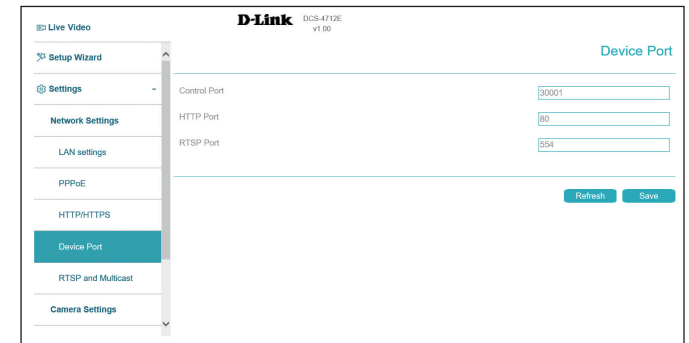 Live Video
D-Link DCS-4712E
v1.00
Setup Wizard
Device Port
Settings -
Control Port 30001
Network Settings
HTTP Port 80
LAN settings
RTSP Port 554
PPPoE
Refresh Save
HTTP/HTTPS
Device Port
RTSP and Multicast
Camera Settings